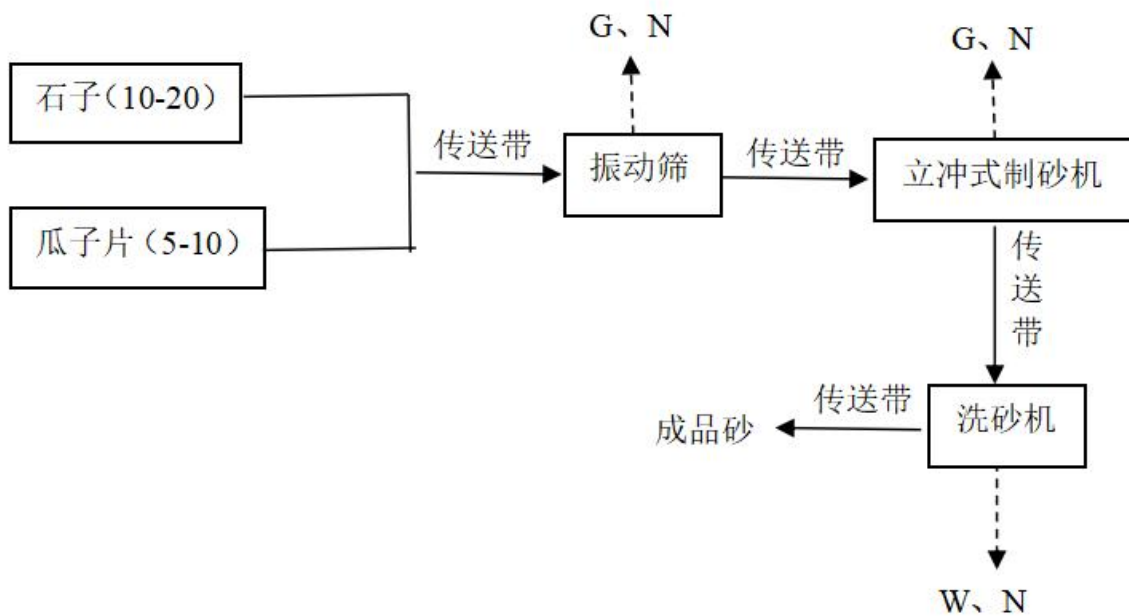 G、N
G、N
石子（10-20）
传送带
振动筛
传送带
立冲式制砂机
瓜子片（5-10）
传送带
传送带
洗砂机
成品砂
W、N